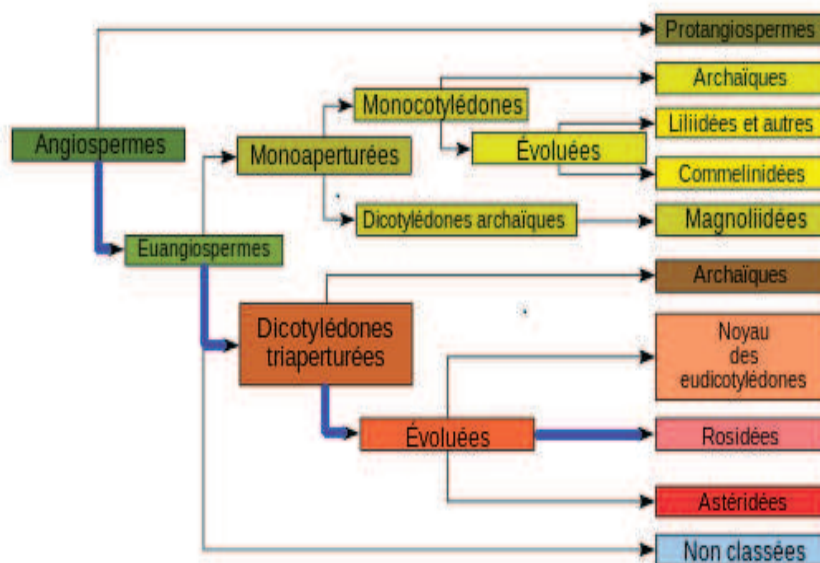 Protangiospermes
Archaïques
Monocotylédones
Liliidées et autres
Angiospermes
Évoluées
Monoaperturées
Commelinidées
Dicotylédones archaïques
Magnoliidées
Euangiospermes
Archaïques
Dicotylédones
triaperturées
Noyau
des
eudicotylédones
Évoluées
Rosidées
Astéridées
Non classées